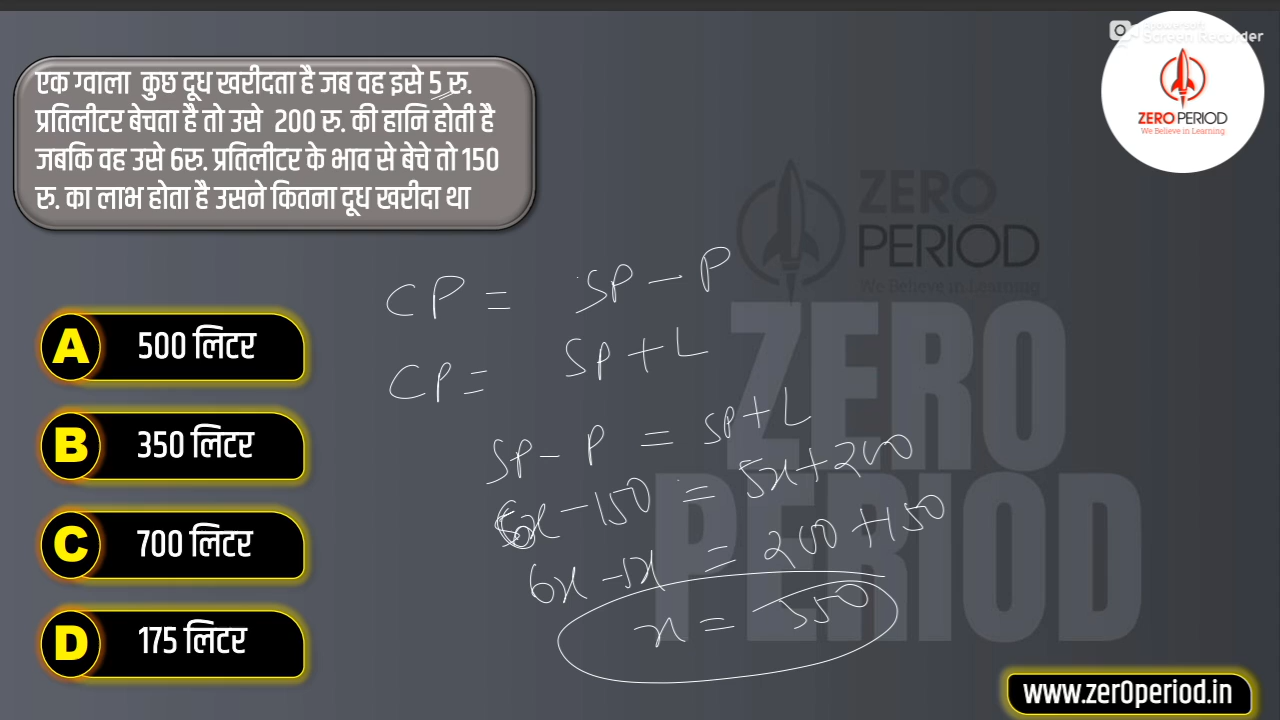 apowersoft
Screen Recorder
ZERO PERIOD
We Believe in Learning
एक ग्वाला कुछ दूध खरीदता है जब वह इसे 5 रु.
प्रतिलीटर बेचता है तो उसे 200 रु. की हानि होती है
जबकि वह उसे 6रु. प्रतिलीटर के भाव से बेचे तो 150
रु. का लाभ होता है उसने कितना दूध खरीदा था
ZERO
PERIOD
We Believe in Learning
CP = SP - P
CP = SP + L
SP - P = SP + L
6x - 150 = 5x + 200
6x - 5x = 200 + 150
x = 350
A 500 लिटर
B 350 लिटर
C 700 लिटर
D 175 लिटर
ZERO
PERIOD
www.zer0period.in